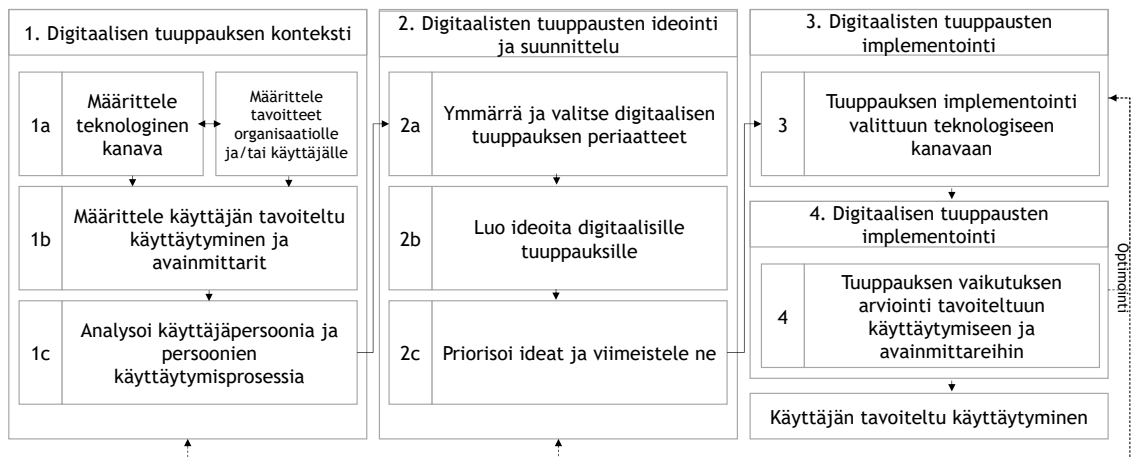 1. Digitaalisen tuuppauksen konteksti
1a
Määrittele
teknologinen
kanava
Määrittele
tavoitteet
organisaatiolle
ja/tai käyttäjälle
1b
Määrittele käyttäjän tavoiteltu
käyttäytyminen ja
avainmittarit
1c
Analysoi käyttäjäpersoonia ja
persoonien
käyttäytymisprosessia
2. Digitaalisten tuuppausten ideointi
ja suunnittelu
2a
Ymmärrä ja valitse digitaalisen
tuuppauksen periaatteet
2b
Luo ideoita digitaalisille
tuuppauksille
2c
Priorisoi ideat ja viimeistele ne
3. Digitaalisten tuuppausten
implementointi
3
Tuuppauksen implementointi
valittuun teknologiseen
kanavaan
4. Digitaalisen tuuppausten
implementointi
4
Tuuppauksen vaikutuksen
arviointi tavoiteltuun
käyttäytymiseen ja
avainmittareihin
Käyttäjän tavoiteltu käyttäytyminen
Optimointi